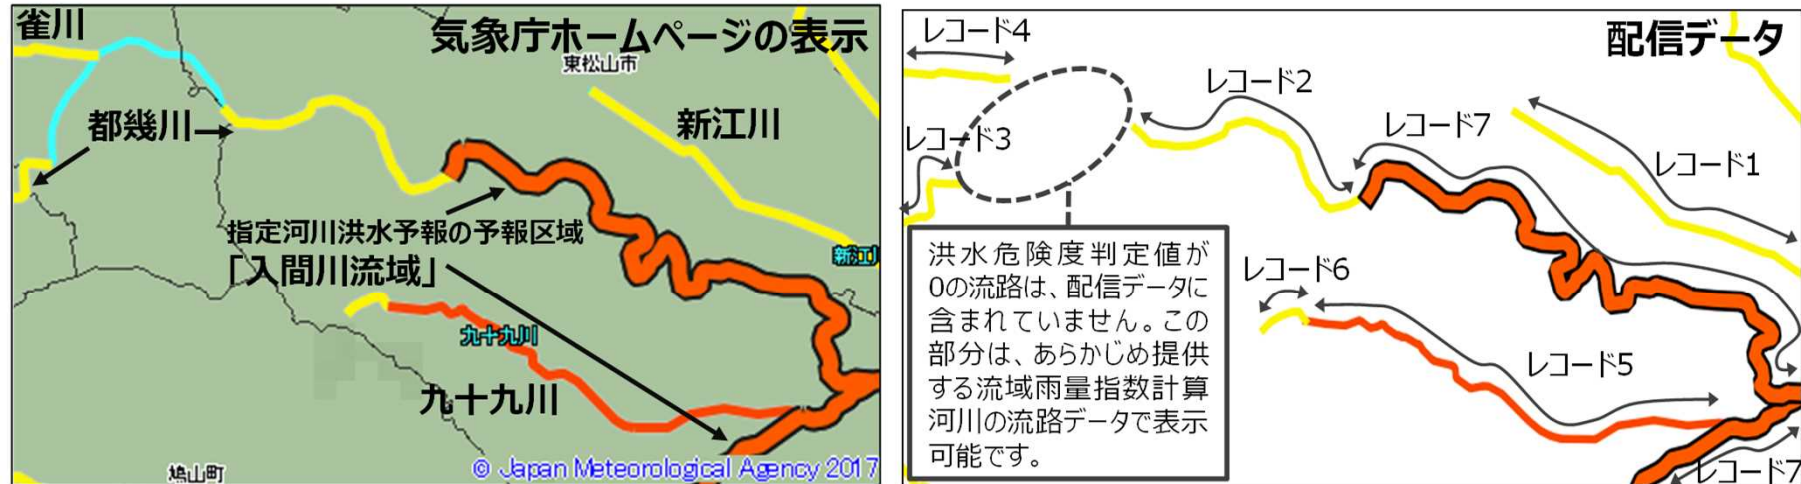 雀川
気象庁ホームページの表示
東松山市
都幾川
新江川
指定河川洪水予報の予報区域
「入間川流域」
新江川
九十九川
九十九川
鳩山町
© Japan Meteorological Agency 2017
レコード4
配信データ
レコード2
レコード7
レコード3
レコード1
洪水危険度判定値が
0の流路は、配信データに
含まれていません。この
部分は、あらかじめ提供
する流域雨量指数計算
河川の流路データで表示
可能です。
レコード6
レコード5
レコード7